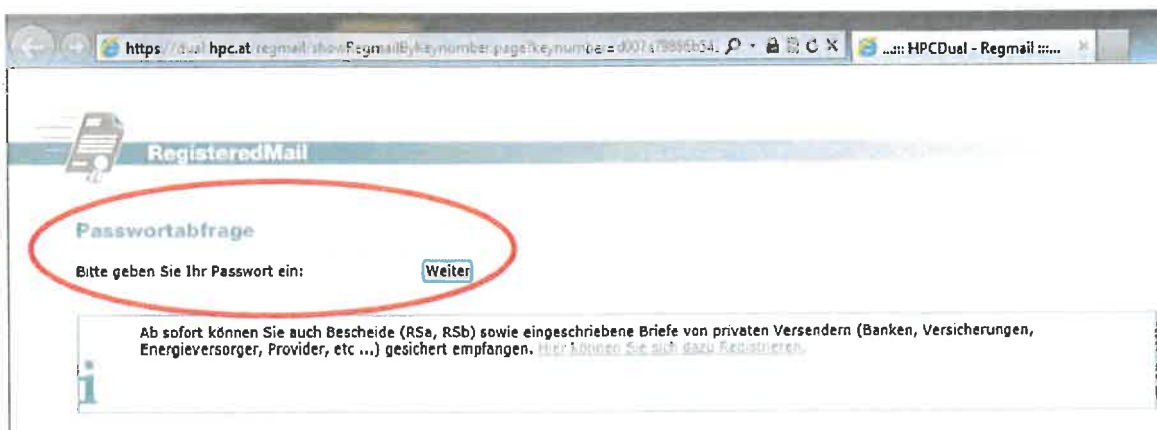 https://dual.hpc.at/regmail/showRegmailBykeynumber.page?keynumber=
...::: HPCDual - Regmail :::...
RegisteredMail
Passwortabfrage
Bitte geben Sie Ihr Passwort ein: Weiter
Ab sofort können Sie auch Bescheide (RSa, RSb) sowie eingeschriebene Briefe von privaten Versendern (Banken, Versicherungen,
Energieversorger, Provider, etc ...) gesichert empfangen. Hier können Sie sich dazu Registrieren.